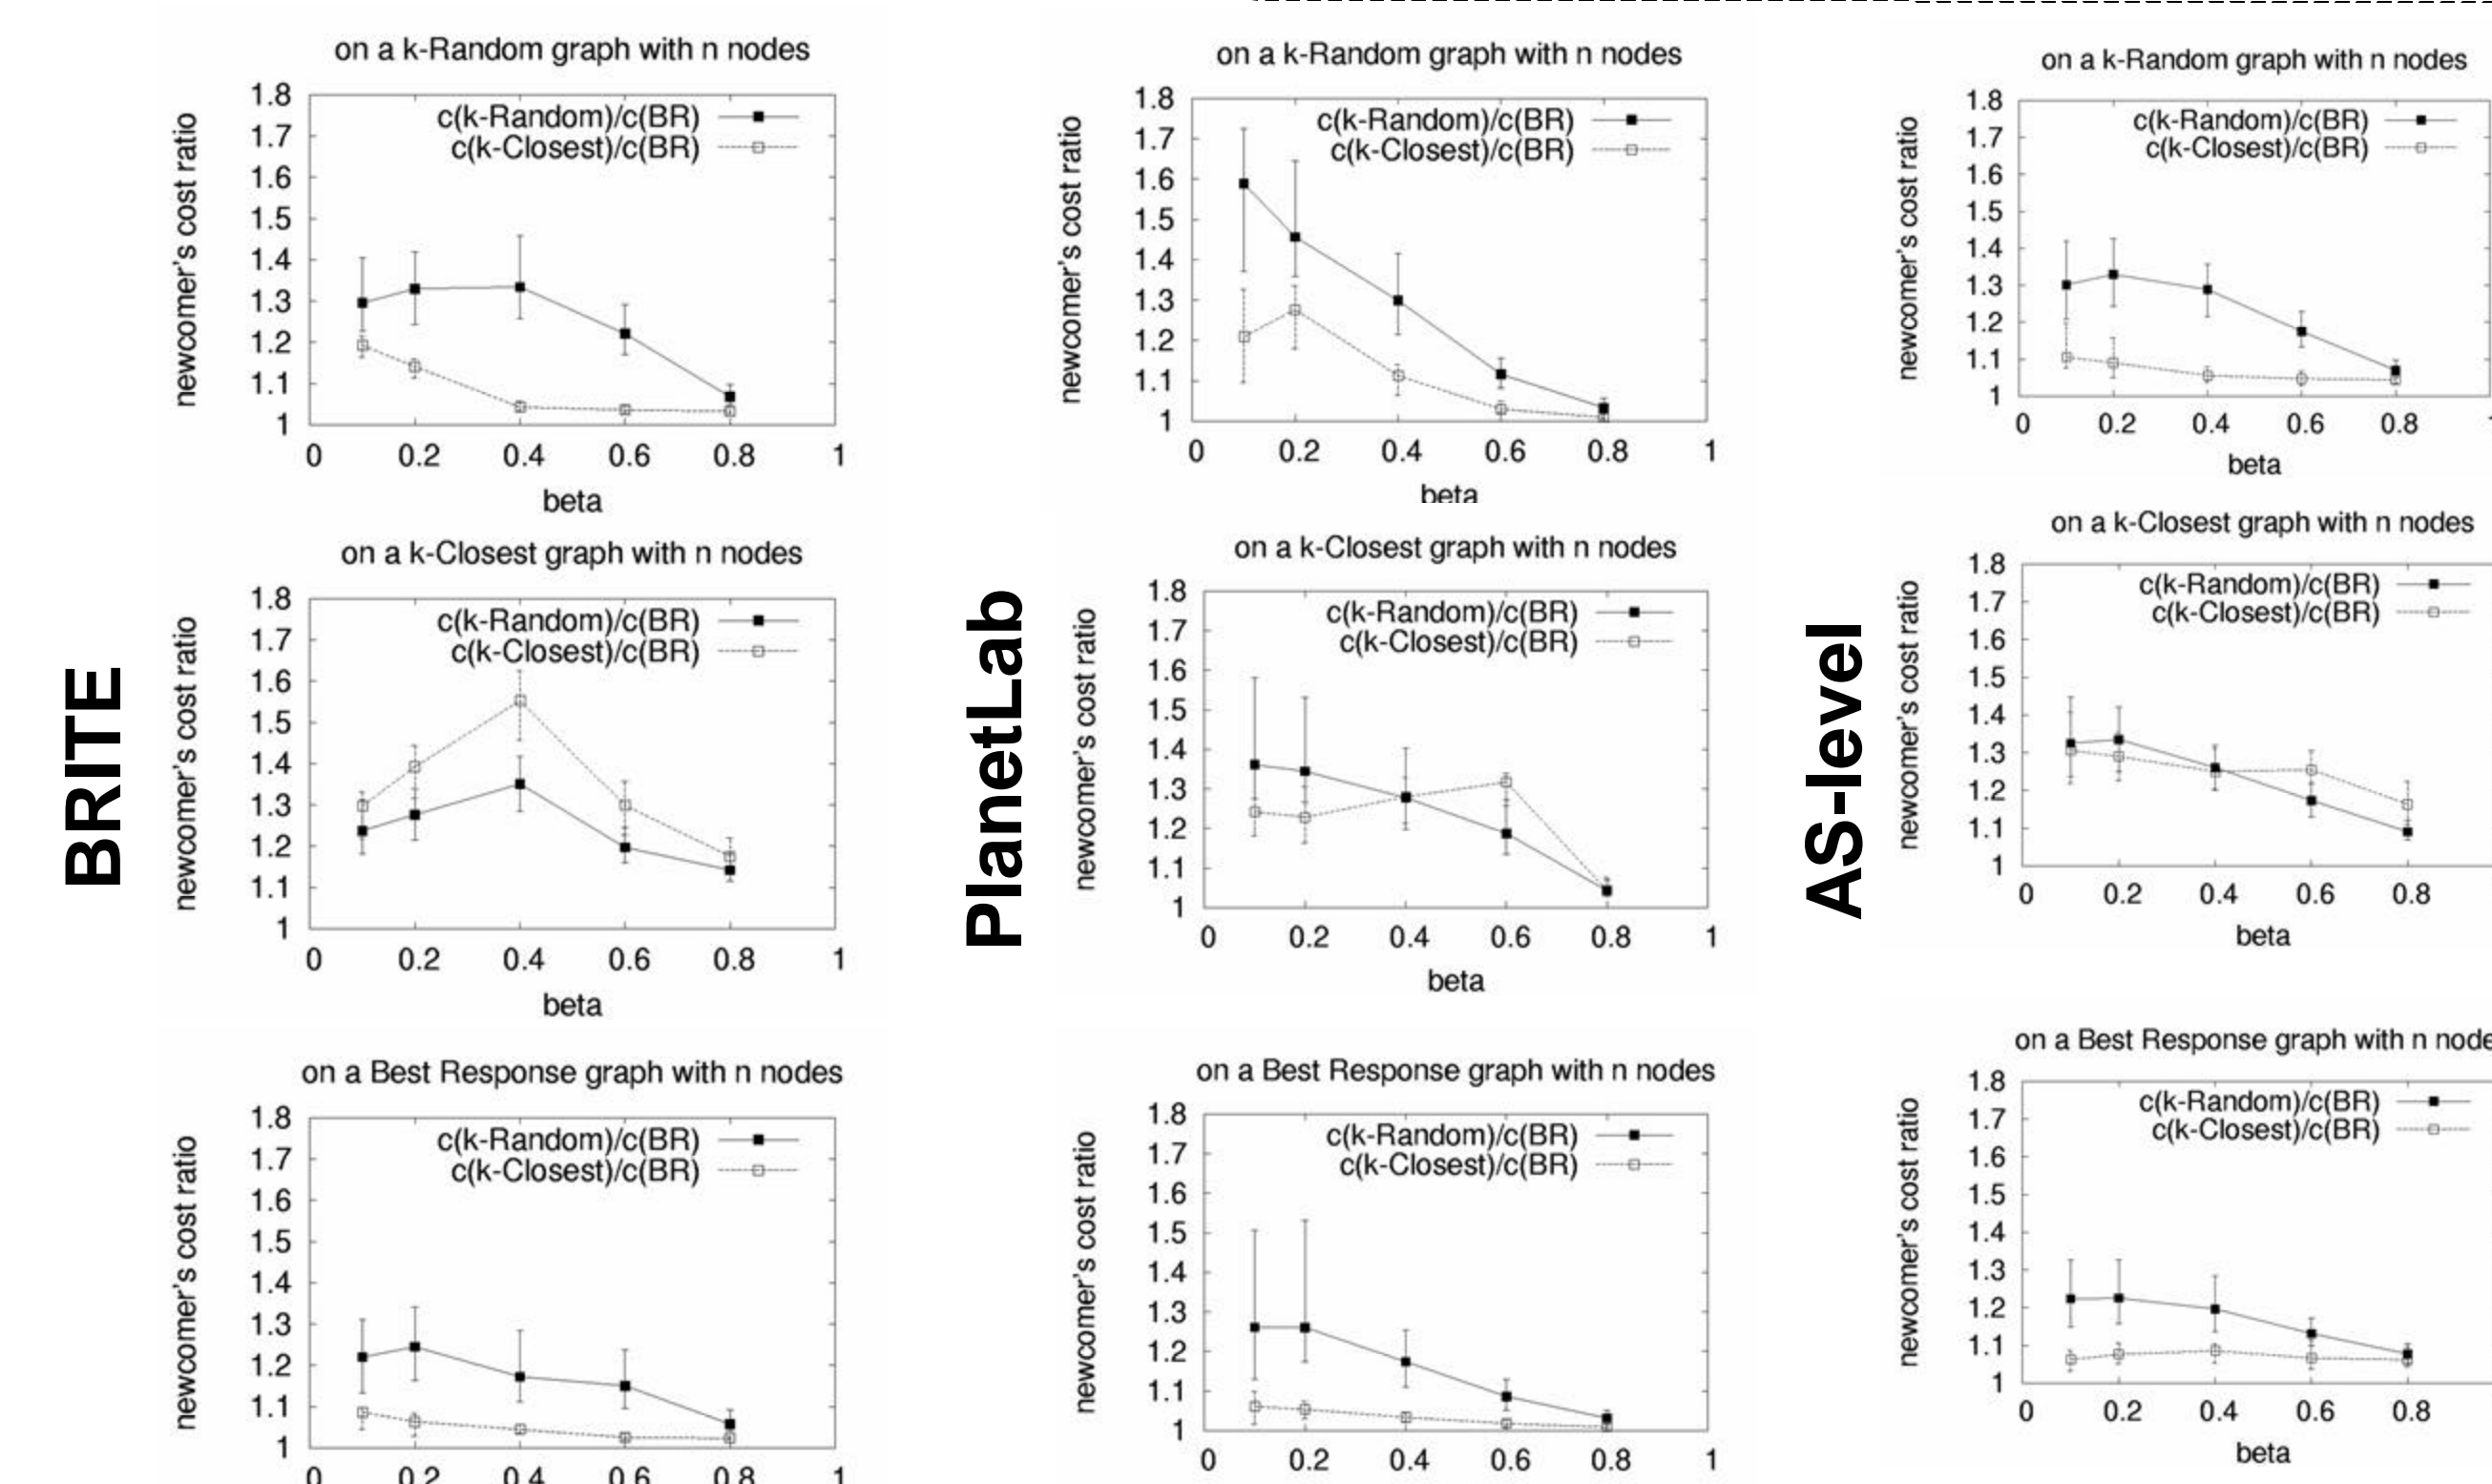 BRITE
on a k-Random graph with n nodes
newcomer's cost ratio
c(k-Random)/c(BR)
c(k-Closest)/c(BR)
1.8
1.7
1.6
1.5
1.4
1.3
1.2
1.1
1
0 0.2 0.4 0.6 0.8 1
beta
on a k-Closest graph with n nodes
newcomer's cost ratio
c(k-Random)/c(BR)
c(k-Closest)/c(BR)
1.8
1.7
1.6
1.5
1.4
1.3
1.2
1.1
1
0 0.2 0.4 0.6 0.8 1
beta
on a Best Response graph with n nodes
newcomer's cost ratio
c(k-Random)/c(BR)
c(k-Closest)/c(BR)
1.8
1.7
1.6
1.5
1.4
1.3
1.2
1.1
1
0 0.2 0.4 0.6 0.8 1
PlanetLab
on a k-Random graph with n nodes
newcomer's cost ratio
c(k-Random)/c(BR)
c(k-Closest)/c(BR)
1.8
1.7
1.6
1.5
1.4
1.3
1.2
1.1
1
0 0.2 0.4 0.6 0.8 1
beta
on a k-Closest graph with n nodes
newcomer's cost ratio
c(k-Random)/c(BR)
c(k-Closest)/c(BR)
1.8
1.7
1.6
1.5
1.4
1.3
1.2
1.1
1
0 0.2 0.4 0.6 0.8 1
beta
on a Best Response graph with n nodes
newcomer's cost ratio
c(k-Random)/c(BR)
c(k-Closest)/c(BR)
1.8
1.7
1.6
1.5
1.4
1.3
1.2
1.1
1
0 0.2 0.4 0.6 0.8 1
AS-level
on a k-Random graph with n nodes
newcomer's cost ratio
c(k-Random)/c(BR)
c(k-Closest)/c(BR)
1.8
1.7
1.6
1.5
1.4
1.3
1.2
1.1
1
0 0.2 0.4 0.6 0.8
beta
on a k-Closest graph with n nodes
newcomer's cost ratio
c(k-Random)/c(BR)
c(k-Closest)/c(BR)
1.8
1.7
1.6
1.5
1.4
1.3
1.2
1.1
1
0 0.2 0.4 0.6 0.8
beta
on a Best Response graph with n node
newcomer's cost ratio
c(k-Random)/c(BR)
c(k-Closest)/c(BR)
1.8
1.7
1.6
1.5
1.4
1.3
1.2
1.1
1
0 0.2 0.4 0.6 0.8
beta